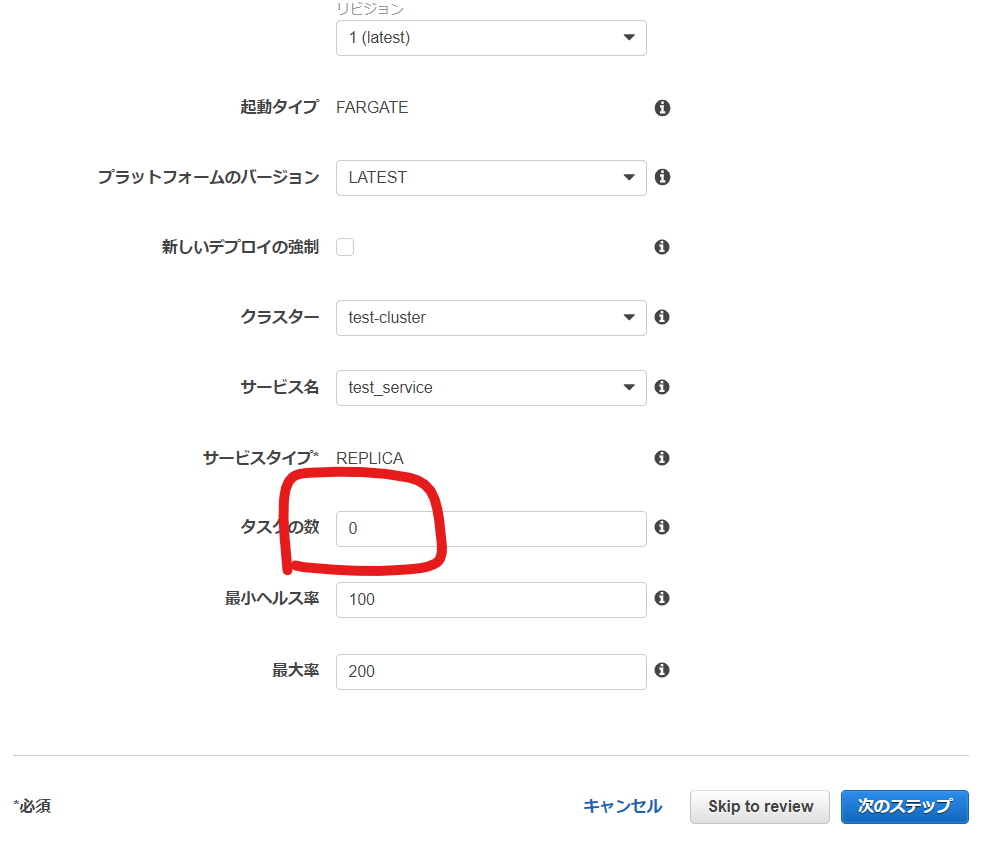 リビジョン
1 (latest)
起動タイプ FARGATE
プラットフォームのバージョン LATEST
新しいデプロイの強制
クラスター test-cluster
サービス名 test_service
サービスタイプ* REPLICA
タスクの数 0
最小ヘルス率 100
最大率 200
*必須 キャンセル Skip to review 次のステップ